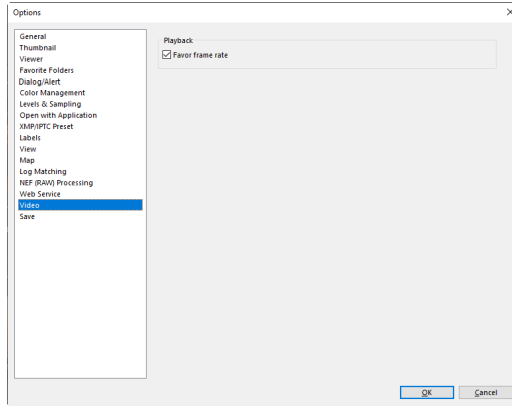 Options
General
Thumbnail
Viewer
Favorite Folders
Dialog/Alert
Color Management
Levels & Sampling
Open with Application
XMP/IPTC Preset
Labels
View
Map
Log Matching
NEF (RAW) Processing
Web Service
Video
Save
Playback
Favor frame rate
OK
Cancel